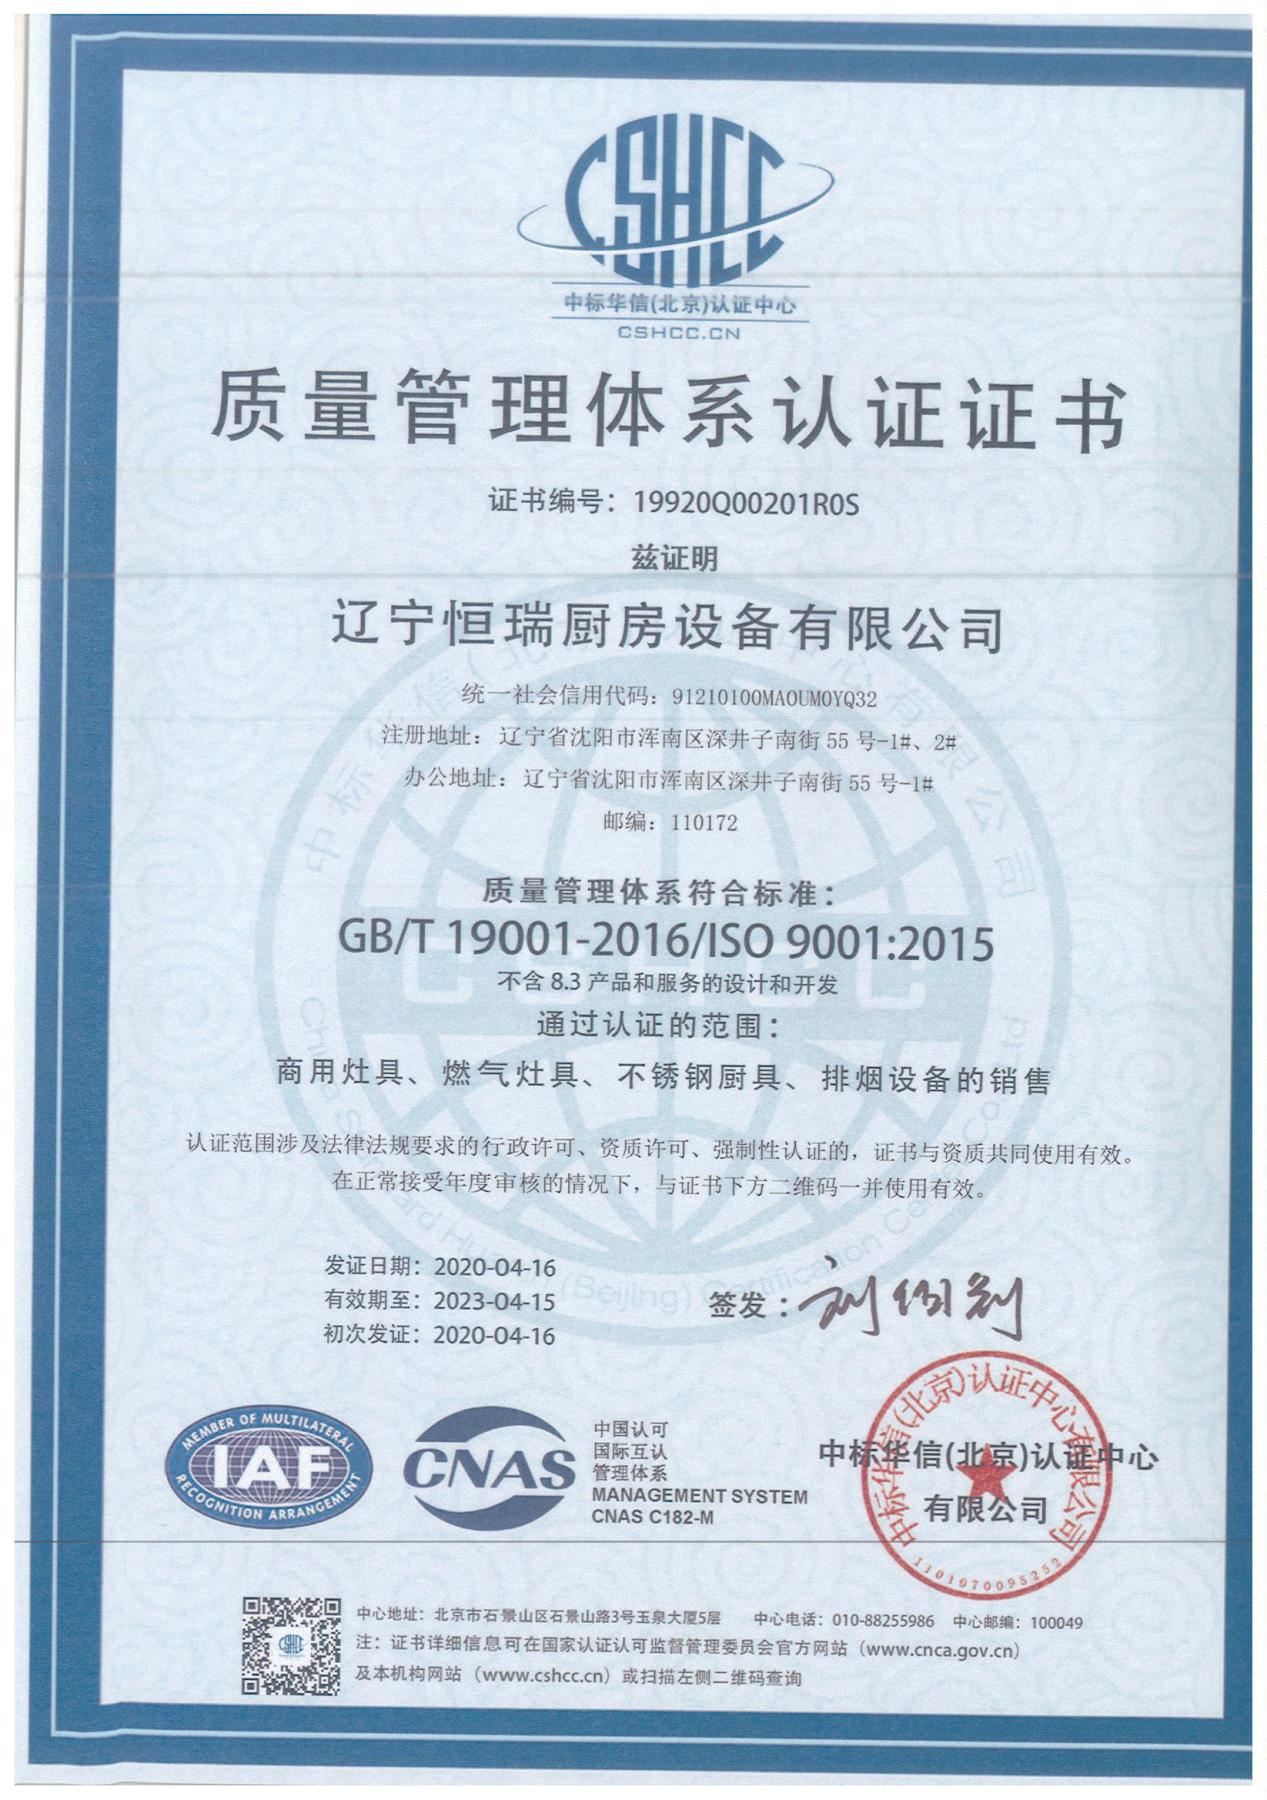 CSHCC
中标华信(北京)认证中心
CSHCC.CN
质量管理体系认证证书
证书编号：19920Q00201R0S
兹证明
辽宁恒瑞厨房设备有限公司
统一社会信用代码：91210100MA0UM0YQ32
注册地址：辽宁省沈阳市浑南区深井子南街 55 号-1#、2#
办公地址：辽宁省沈阳市浑南区深井子南街 55 号-1#
邮编：110172
质量管理体系符合标准：
GB/T 19001-2016/ISO 9001:2015
不含 8.3 产品和服务的设计和开发
通过认证的范围：
商用灶具、燃气灶具、不锈钢厨具、排烟设备的销售
认证范围涉及法律法规要求的行政许可、资质许可、强制性认证的，证书与资质共同使用有效。
在正常接受年度审核的情况下，与证书下方二维码一并使用有效。
发证日期：2020-04-16
有效期至：2023-04-15
初次发证：2020-04-16
签发：
MEMBER OF MULTILATERAL
IAF
RECOGNITION ARRANGEMENT
CNAS
中国认可
国际互认
管理体系
MANAGEMENT SYSTEM
CNAS C182-M
中标华信(北京)认证中心
有限公司
中标华信(北京)认证中心有限公司
1101070095252
中心地址：北京市石景山区石景山路3号玉泉大厦5层 中心电话：010-88255986 中心邮编：100049
注：证书详细信息可在国家认证认可监督管理委员会官方网站（www.cnca.gov.cn）
及本机构网站（www.cshcc.cn）或扫描左侧二维码查询